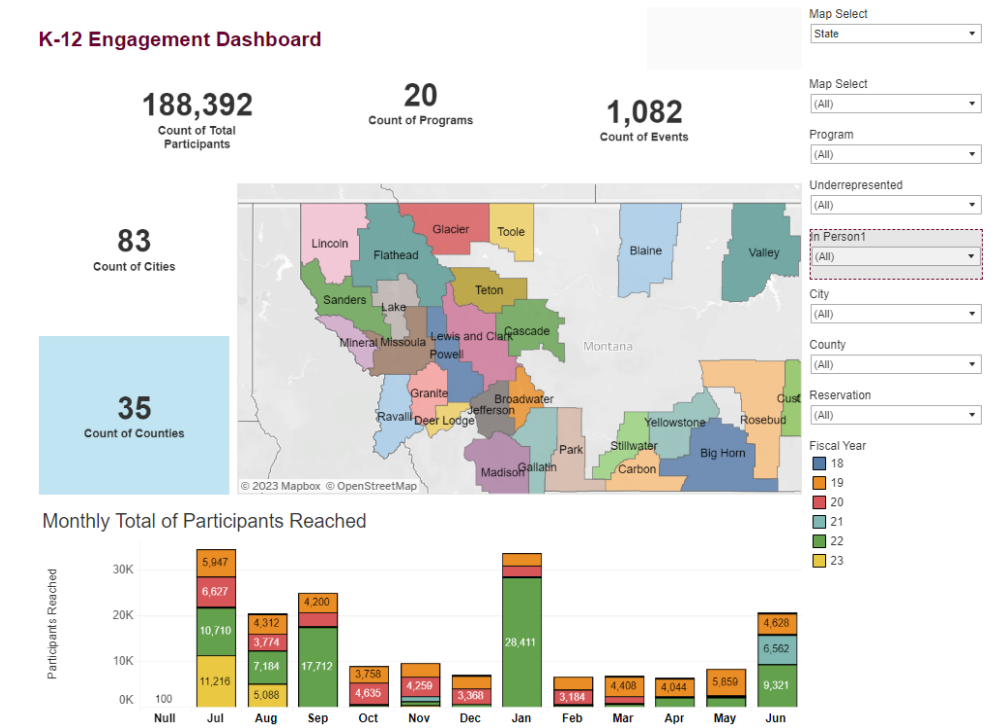 K-12 Engagement Dashboard
188,392
Count of Total
Participants
20
Count of Programs
1,082
Count of Events
83
Count of Cities
35
Count of Counties
Lincoln
Flathead
Glacier
Toole
Blaine
Valley
Sanders
Lake
Teton
Mineral
Missoula
Lewis and Clark
Cascade
Powell
Montana
Granite
Ravalli
Deer Lodge
Jefferson
Broadwater
Madison
Gallatin
Park
Stillwater
Yellowstone
Carbon
Big Horn
Rosebud
Cust
© 2023 Mapbox © OpenStreetMap
Map Select
State
Map Select
(All)
Program
(All)
Underrepresented
(All)
In Person1
(All)
City
(All)
County
(All)
Reservation
(All)
Fiscal Year
18
19
20
21
22
23
Monthly Total of Participants Reached
Participants Reached
30K
20K
10K
0K
100
5,947
6,627
10,710
11,216
4,312
3,774
7,184
5,088
4,200
17,712
3,758
4,635
4,259
3,368
28,411
3,184
4,408
4,044
5,859
4,628
6,562
9,321
Null Jul Aug Sep Oct Nov Dec Jan Feb Mar Apr May Jun